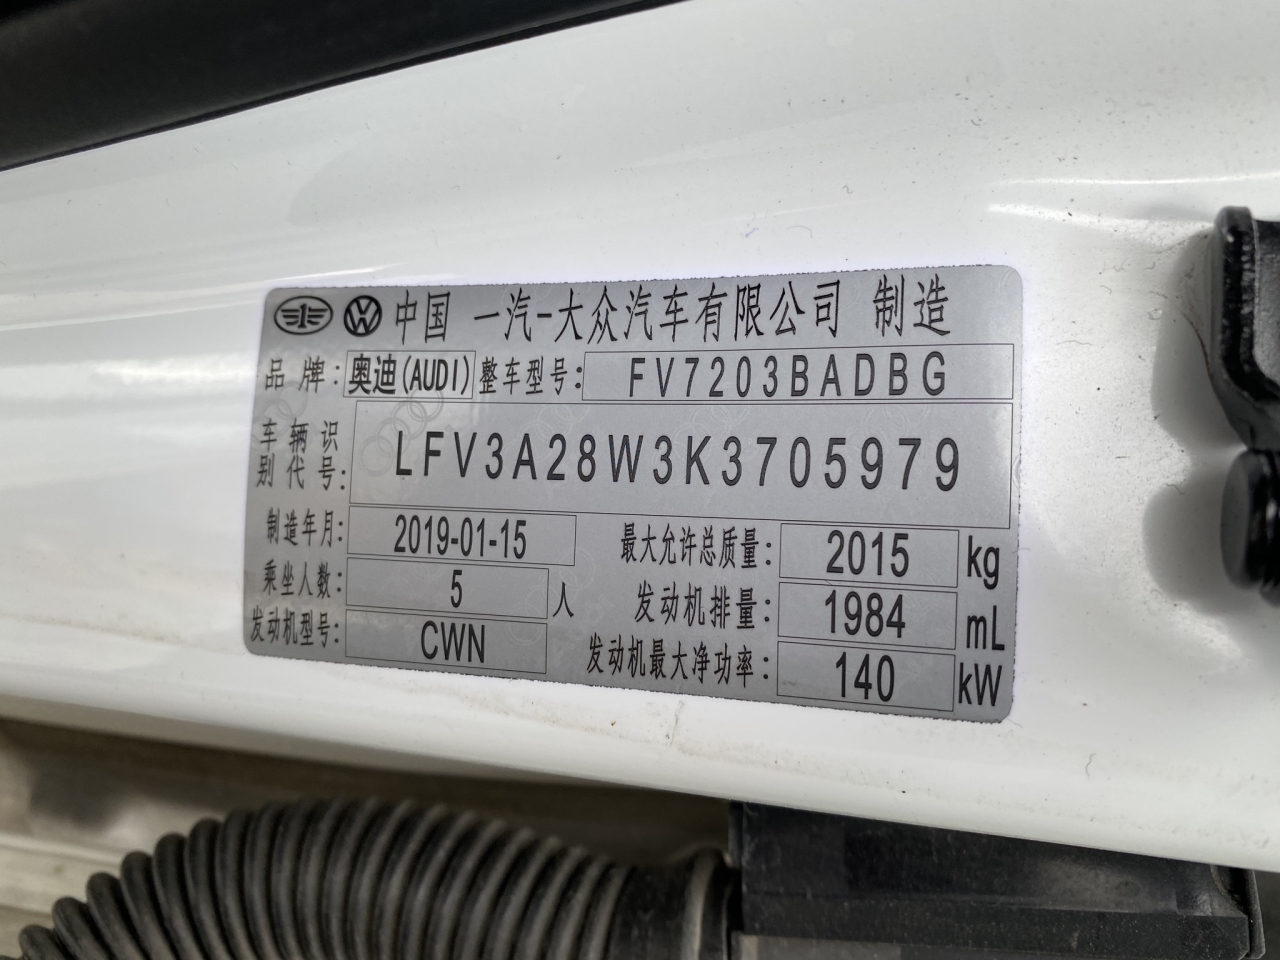 中国 一汽-大众汽车有限公司 制造
品牌: 奥迪(AUDI) 整车型号: FV7203BADBG
车辆识别代号: LFV3A28W3K3705979
制造年月: 2019-01-15 最大允许总质量: 2015 kg
乘坐人数: 5 人 发动机排量: 1984 mL
发动机型号: CWN 发动机最大净功率: 140 kW